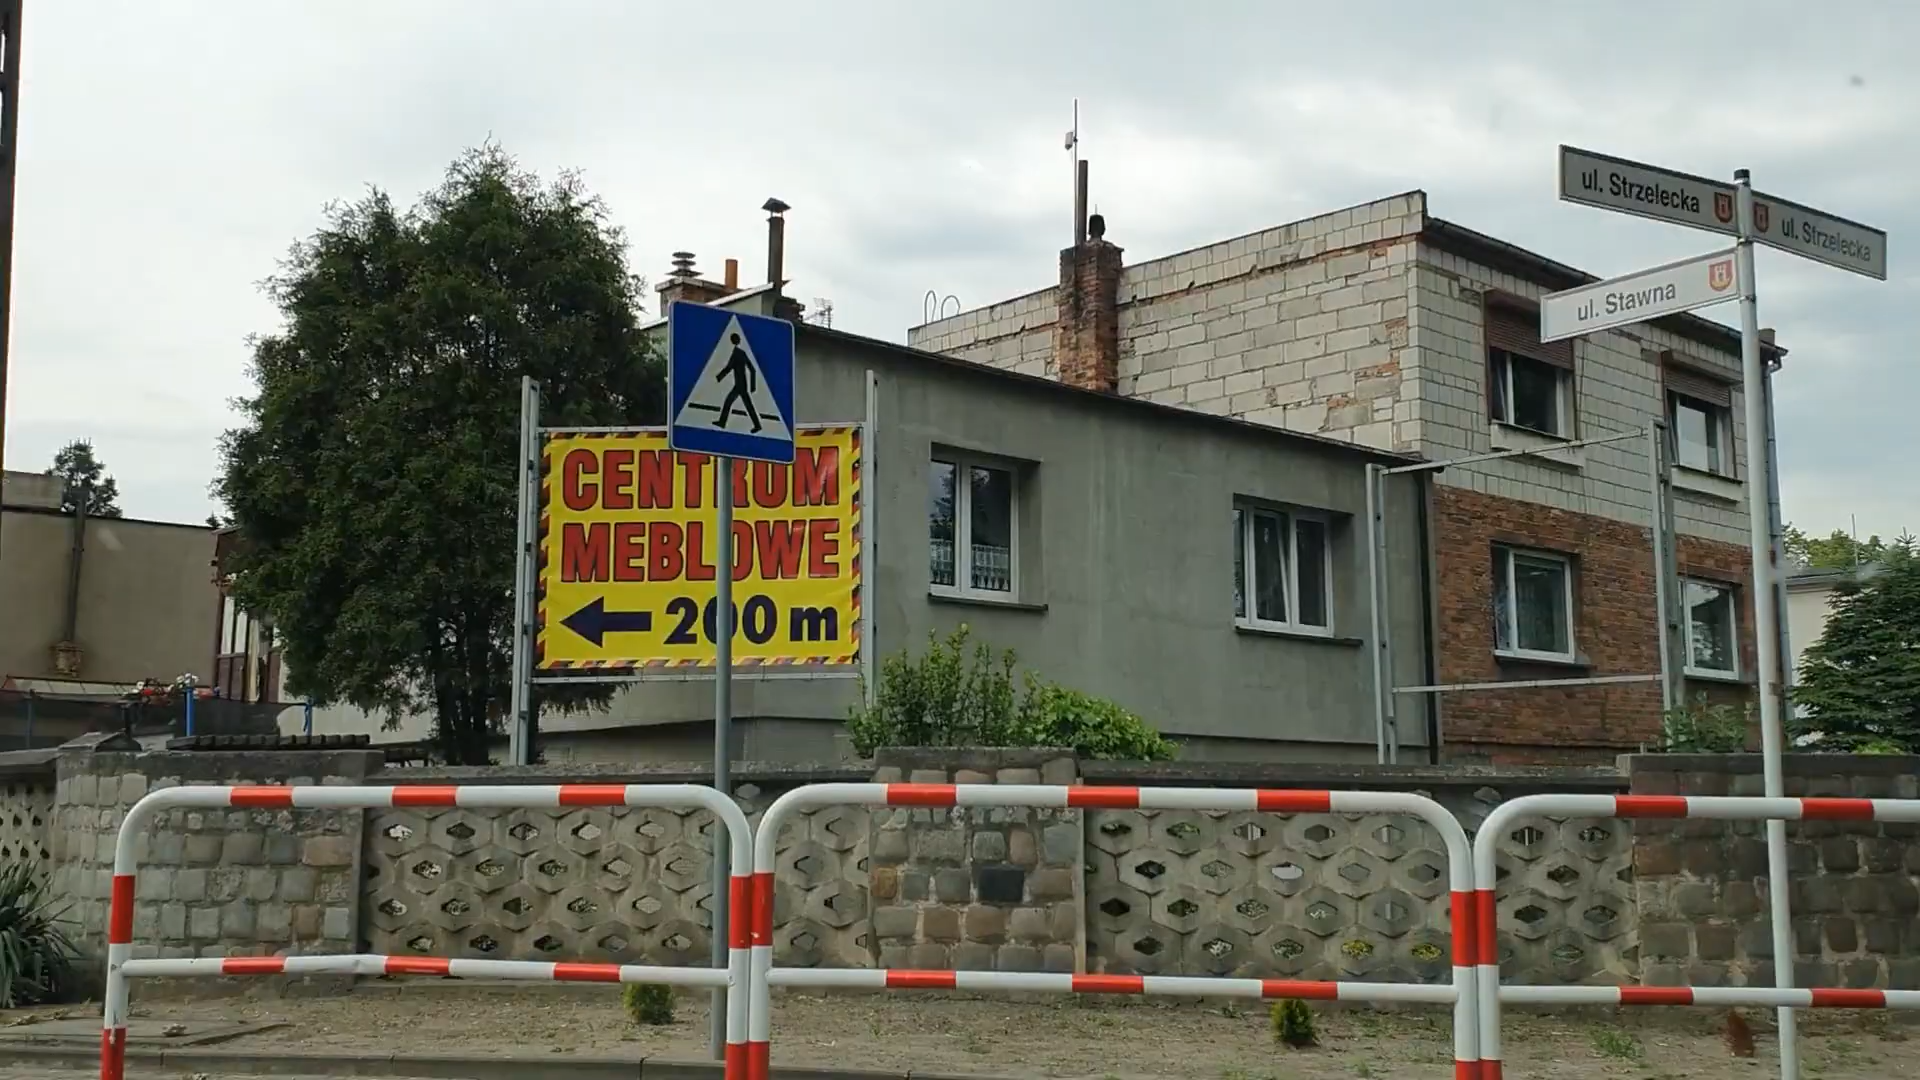 CENTRUM
MEBLOWE
200 m
ul. Strzelecka
ul. Strzelecka
ul. Stawna